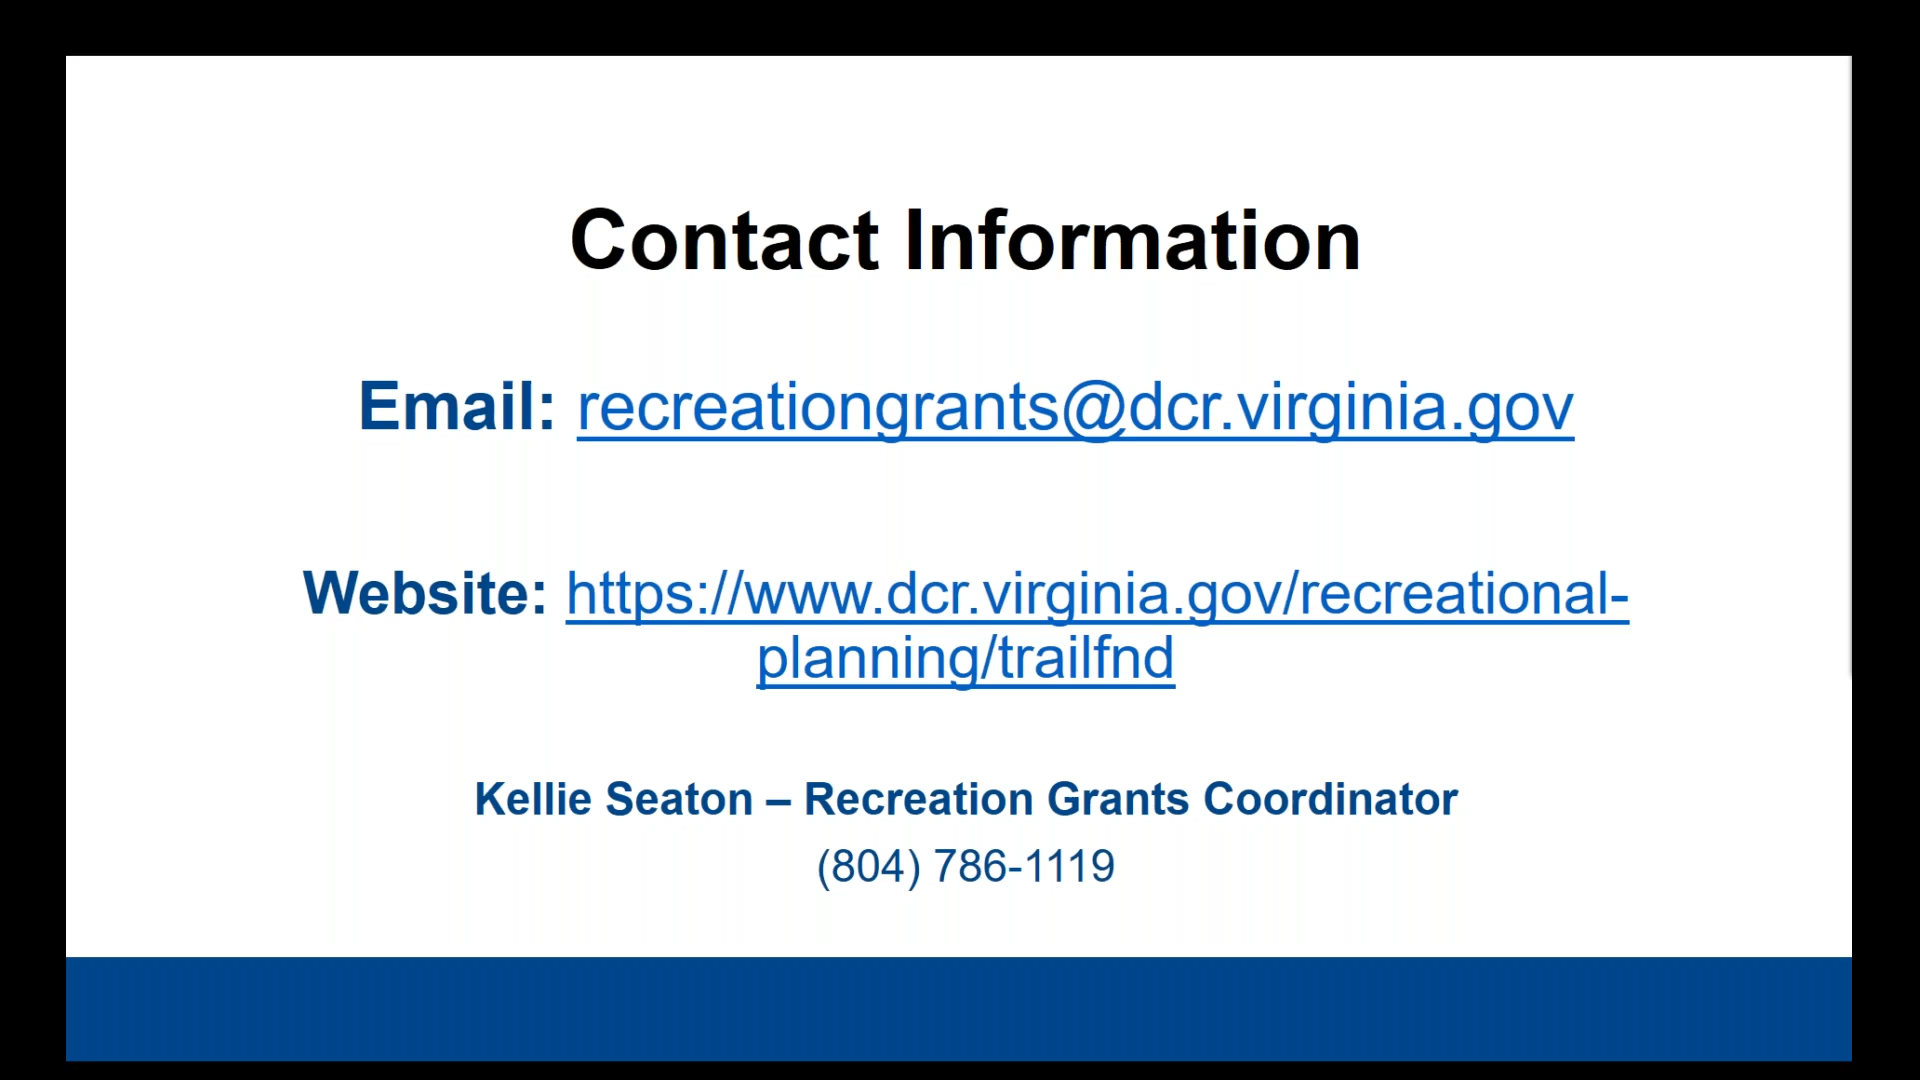 Contact Information
Email: recreationgrants@dcr.virginia.gov
Website: https://www.dcr.virginia.gov/recreational-
planning/trailfnd
Kellie Seaton – Recreation Grants Coordinator
(804) 786-1119